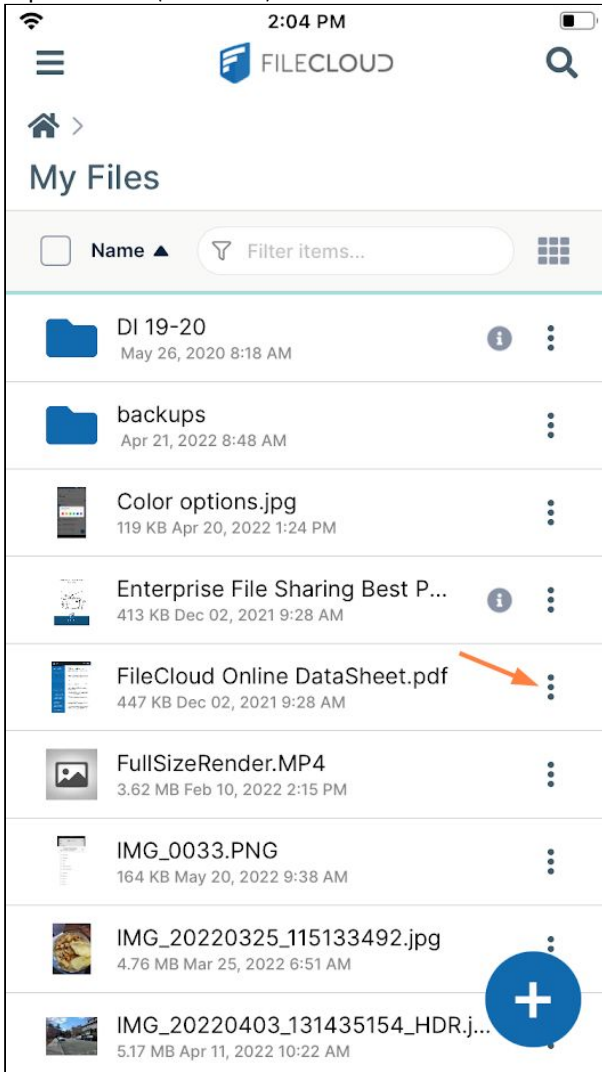 2:04 PM
FILECLOUD
My Files
Name ▲ Filter items...
DI 19-20
May 26, 2020 8:18 AM
backups
Apr 21, 2022 8:48 AM
Color options.jpg
119 KB Apr 20, 2022 1:24 PM
Enterprise File Sharing Best P...
413 KB Dec 02, 2021 9:28 AM
FileCloud Online DataSheet.pdf
447 KB Dec 02, 2021 9:28 AM
FullSizeRender.MP4
3.62 MB Feb 10, 2022 2:15 PM
IMG_0033.PNG
164 KB May 20, 2022 9:38 AM
IMG_20220325_115133492.jpg
4.76 MB Mar 25, 2022 6:51 AM
IMG_20220403_131435154_HDR.j...
5.17 MB Apr 11, 2022 10:22 AM